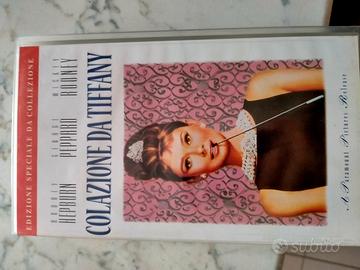 EDIZIONE SPECIALE DA COLLEZIONE
AUDREY HEPBURN GEORGE PEPPARD MICKEY ROONEY
COLAZIONE DA TIFFANY
A Paramount Pictures Release
subito